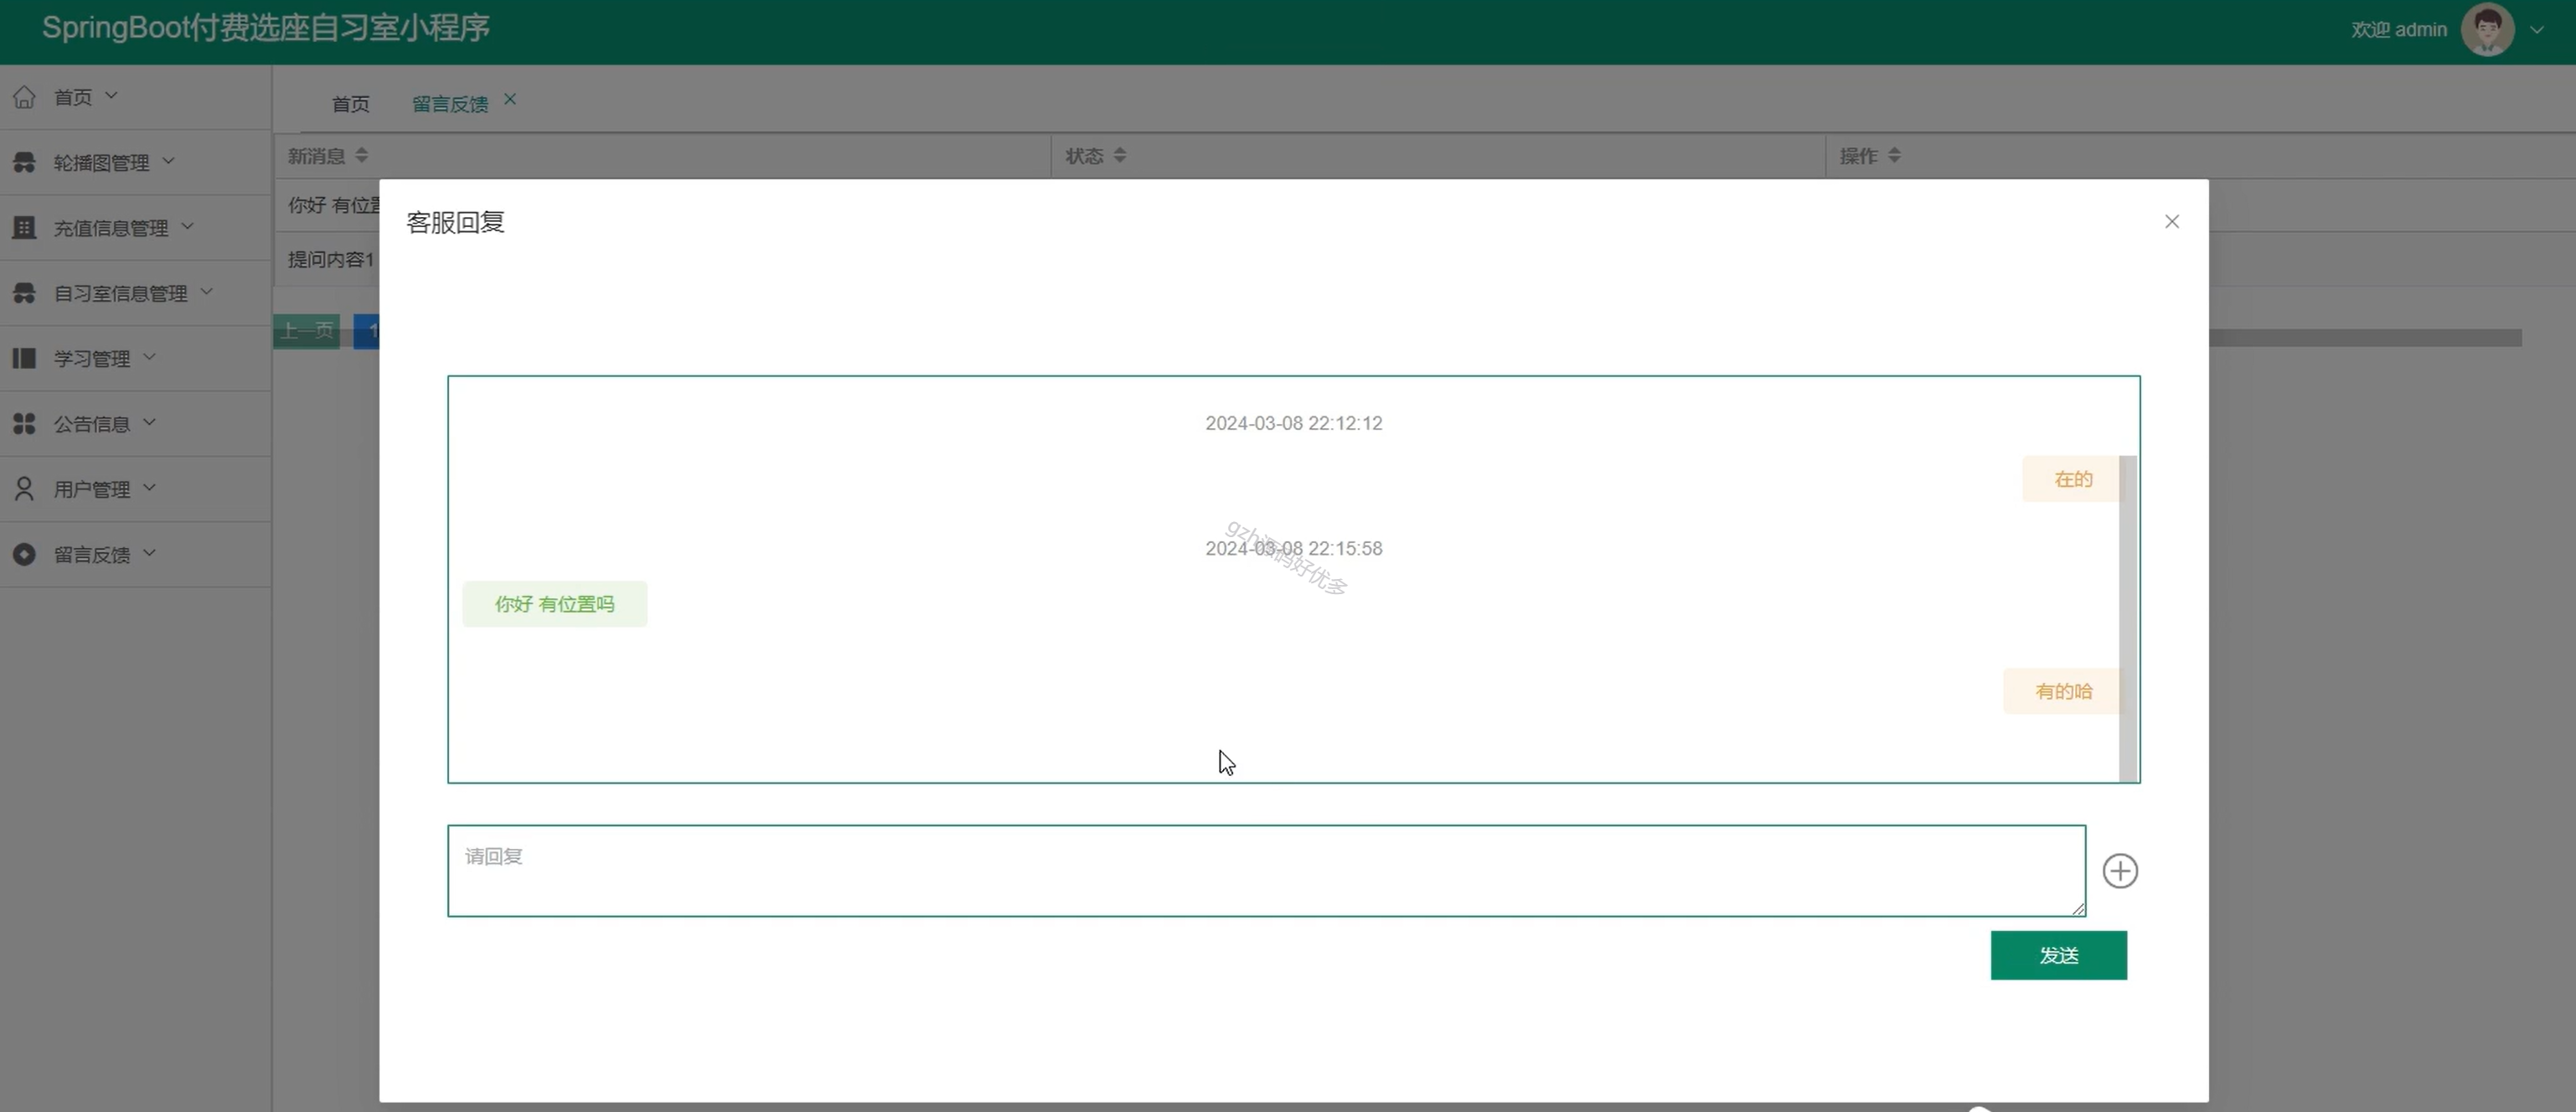 SpringBoot付费选座自习室小程序
欢迎 admin
首页
轮播图管理
充值信息管理
自习室信息管理
学习管理
公告信息
用户管理
留言反馈
首页 留言反馈
新消息 状态 操作
你好 有位置
提问内容1
上一页 1
客服回复
2024-03-08 22:12:12
在的
2024-03-08 22:15:58
gzh源码好优多
你好 有位置吗
有的哈
请回复
发送